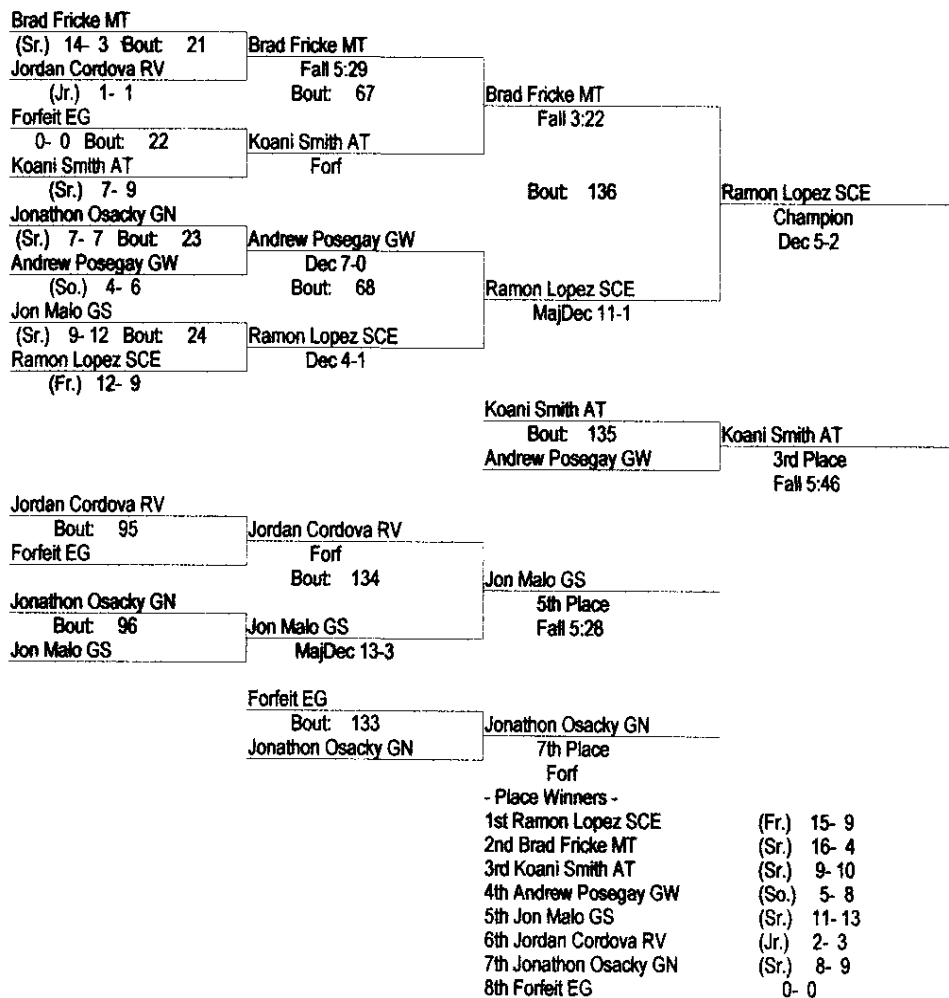 Brad Fricke MT
(Sr.) 14- 3 Bout: 21
Jordan Cordova RV
(Jr.) 1- 1
Forfeit EG
0- 0 Bout: 22
Koani Smith AT
(Sr.) 7- 9
Jonathon Osacky GN
(Sr.) 7- 7 Bout: 23
Andrew Posegay GW
(So.) 4- 6
Jon Malo GS
(Sr.) 9- 12 Bout: 24
Ramon Lopez SCE
(Fr.) 12- 9
Brad Fricke MT
Fall 5:29
Bout: 67
Koani Smith AT
Forf
Andrew Posegay GW
Dec 7-0
Bout: 68
Ramon Lopez SCE
Dec 4-1
Brad Fricke MT
Fall 3:22
Bout: 136
Ramon Lopez SCE
MajDec 11-1
Ramon Lopez SCE
Champion
Dec 5-2
Koani Smith AT
Bout: 135
Andrew Posegay GW
Koani Smith AT
3rd Place
Fall 5:46
Jordan Cordova RV
Bout: 95
Forfeit EG
Jonathon Osacky GN
Bout: 96
Jon Malo GS
Jordan Cordova RV
Forf
Bout: 134
Jon Malo GS
MajDec 13-3
Jon Malo GS
5th Place
Fall 5:28
Forfeit EG
Bout: 133
Jonathon Osacky GN
Jonathon Osacky GN
7th Place
Forf
- Place Winners -
1st Ramon Lopez SCE (Fr.) 15- 9
2nd Brad Fricke MT (Sr.) 16- 4
3rd Koani Smith AT (Sr.) 9- 10
4th Andrew Posegay GW (So.) 5- 8
5th Jon Malo GS (Sr.) 11- 13
6th Jordan Cordova RV (Jr.) 2- 3
7th Jonathon Osacky GN (Sr.) 8- 9
8th Forfeit EG 0- 0